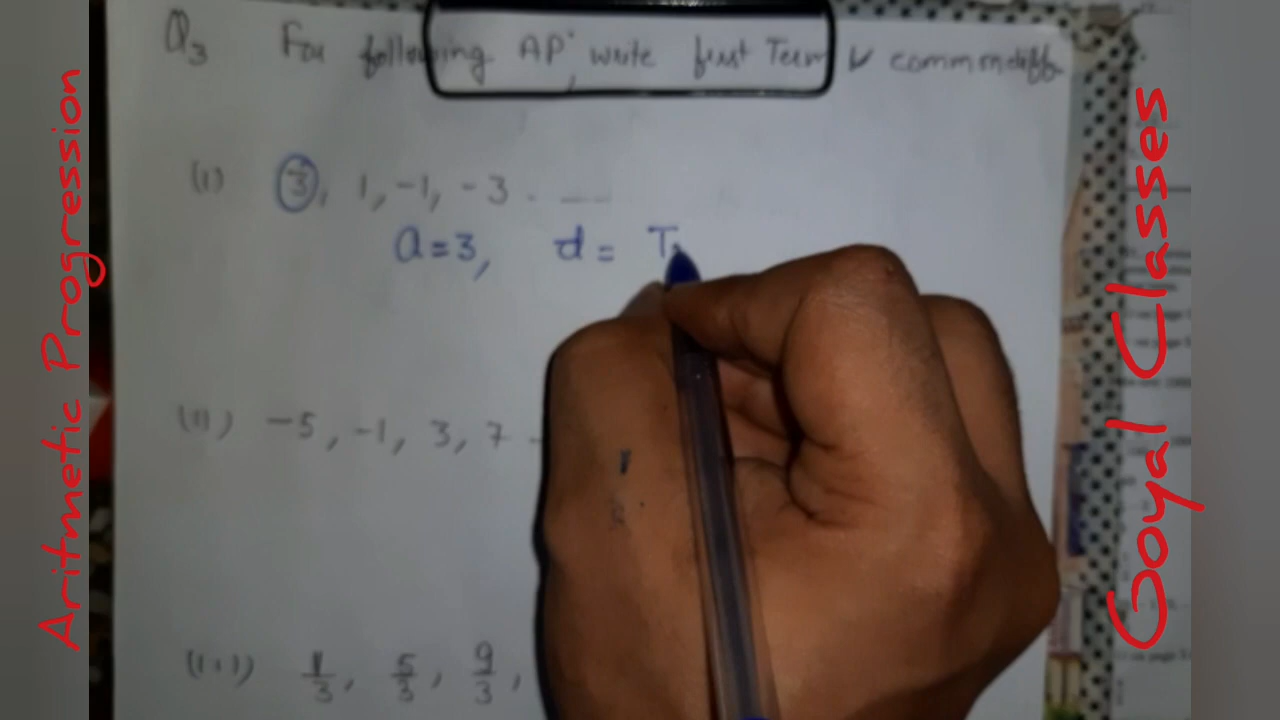 Aritmetic Progression
Q3 For following AP, write first Term & common diff
(i) 3, 1, -1, -3 - ---
a=3, d= T
(ii) -5, -1, 3, 7 -
(iii) 1/3, 5/3, 9/3,
Goyal Classes